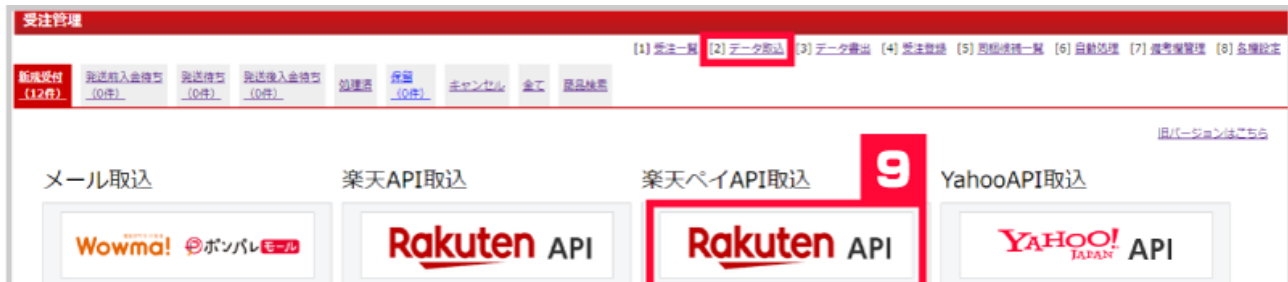 受注管理
[1] 受注一覧 [2] データ取込 [3] データ書出 [4] 受注登録 [5] 同梱候補一覧 [6] 自動処理 [7] 備考欄管理 [8] 各種設定
新規受付 (12件) 発送前入金待ち (0件) 発送待ち (0件) 発送後入金待ち (0件) 処理済 保留 (0件) キャンセル 全て 商品検索
旧バージョンはこちら
メール取込 楽天API取込 楽天ペイAPI取込 9 YahooAPI取込
Wowma! ポンパレモール Rakuten API Rakuten API YAHOO! JAPAN API